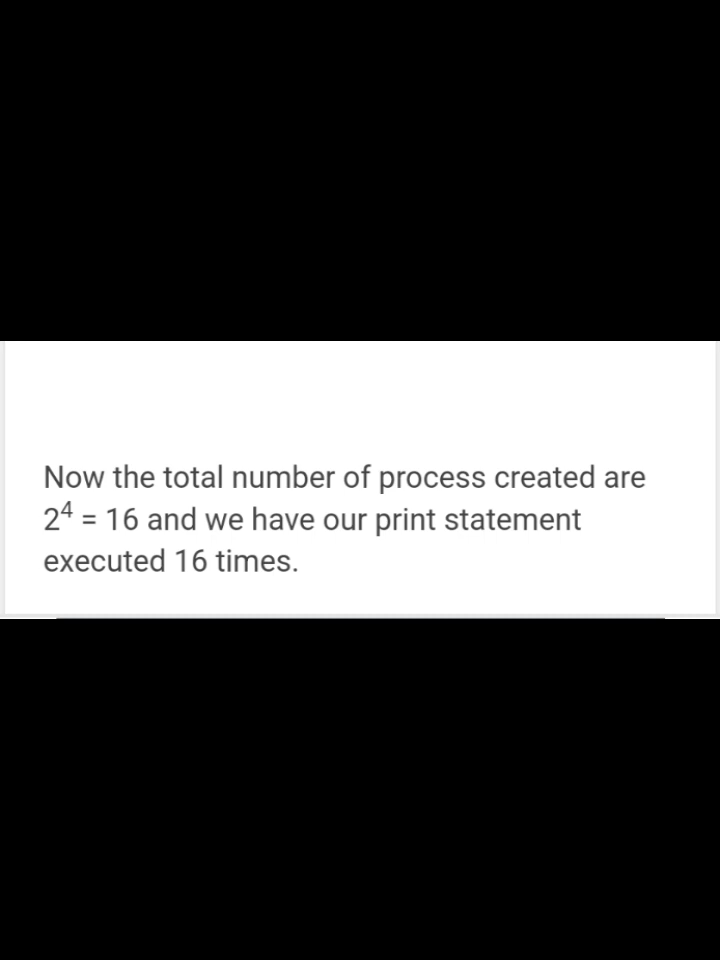 Now the total number of process created are
2⁴ = 16 and we have our print statement
executed 16 times.